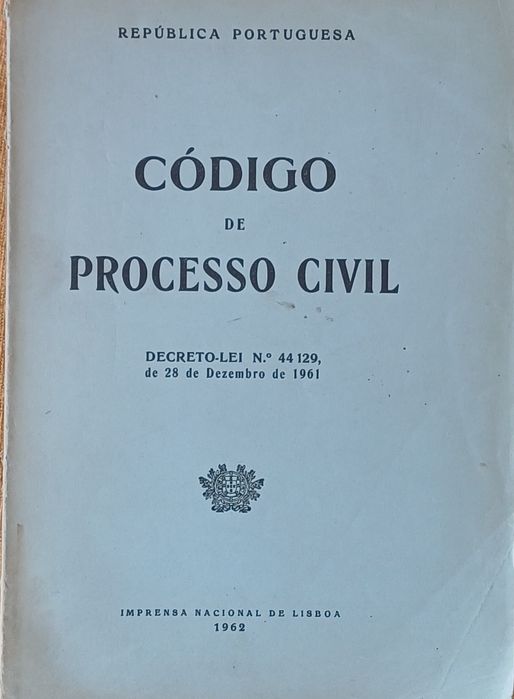 REPÚBLICA PORTUGUESA
CÓDIGO
DE
PROCESSO CIVIL
DECRETO-LEI N.º 44 129,
de 28 de Dezembro de 1961
IMPRENSA NACIONAL DE LISBOA
1962